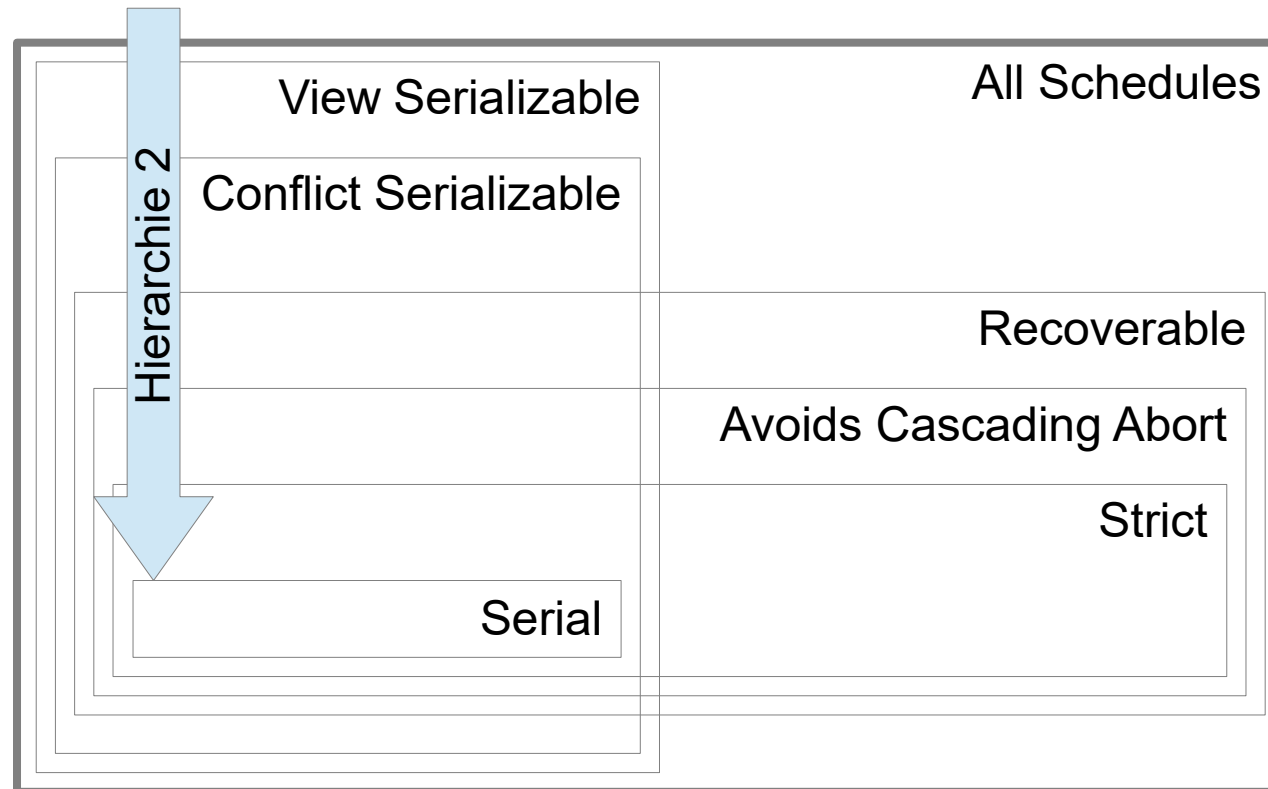 All Schedules
View Serializable
Conflict Serializable
Hierarchie 2
Recoverable
Avoids Cascading Abort
Strict
Serial